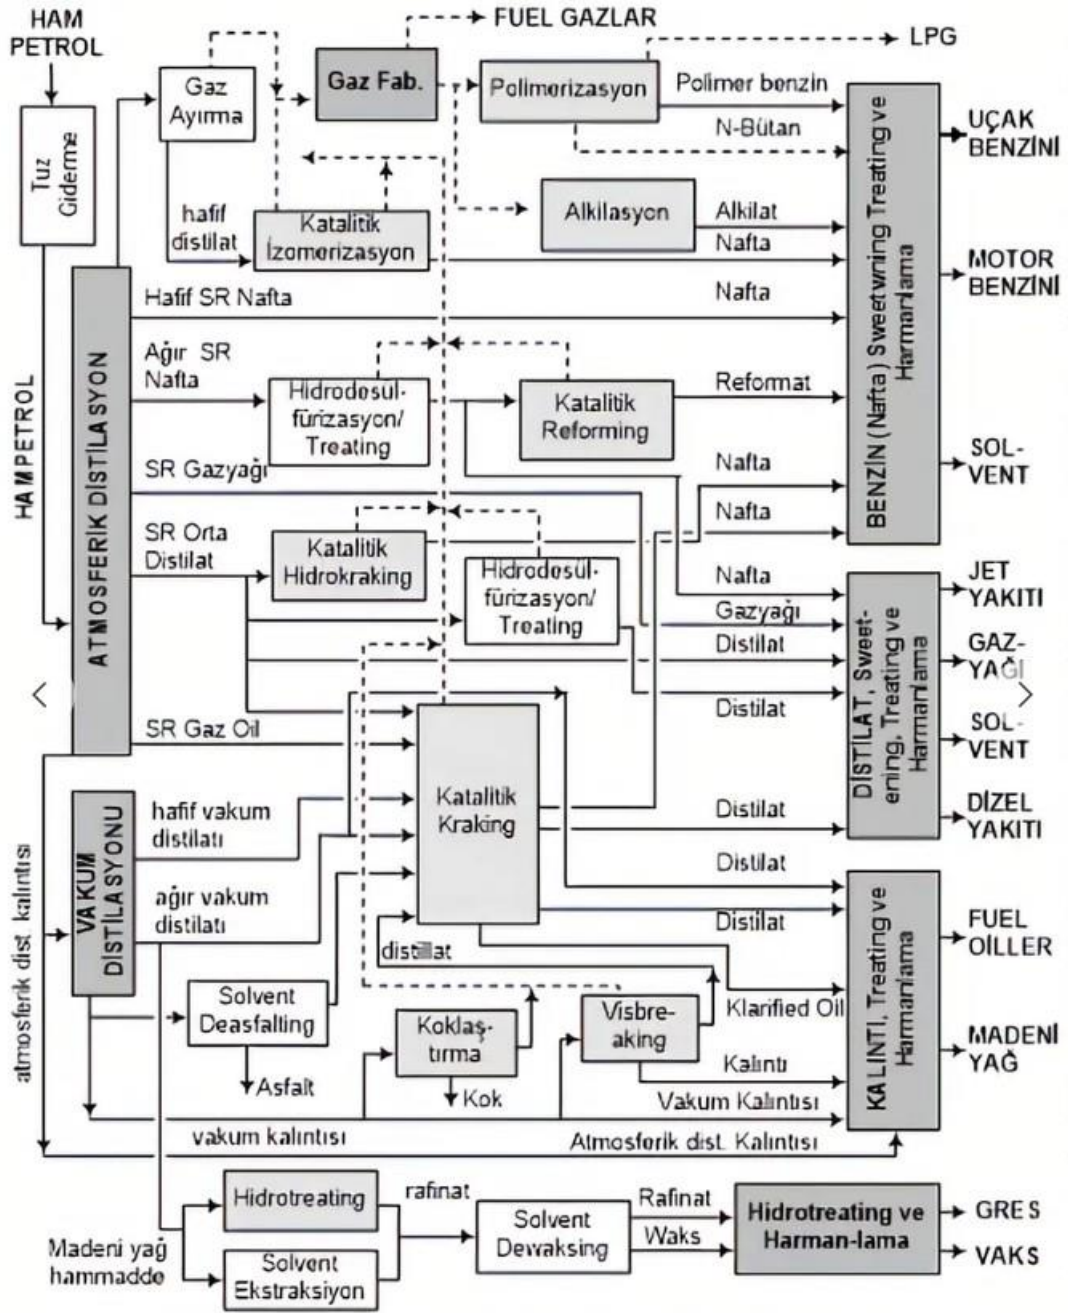 HAM
PETROL
FUEL GAZLAR
LPG
Gaz
Ayırma
Gaz Fab.
Polimerizasyon
Polimer benzin
N-Bütan
UÇAK
BENZİNİ
Tuz
Giderme
hafif
distilat
Katalitik
İzomerizasyon
Alkilasyon
Alkilat
Nafta
MOTOR
BENZİNİ
BENZİN (Nafta) Sweetwning Treating ve
Harmanlama
Hafif SR Nafta
Nafta
HAMPETROL
ATMOSFERİK DİSTİLASYON
Ağır SR
Nafta
Hidrodesül-
fürizasyon/
Treating
Katalitik
Reforming
Reformat
SR Gazyağı
Nafta
SOL-
VENT
SR Orta
Distilat
Katalitik
Hidrokraking
Nafta
Hidrodesül-
fürizasyon/
Treating
Nafta
Gazyağı
Distilat
Distilat
JET
YAKITI
GAZ-
YAĞI
SOL-
VENT
DİZEL
YAKITI
DİSTİLAT, Sweet-
ening, Treating ve
Harmanlama
SR Gaz Oil
Katalitik
Kraking
Distilat
hafif vakum
distilatı
VAKUM
DİSTİLASYONU
ağır vakum
distilatı
atmosferik dist. kalıntısı
Distilat
Distilat
distillat
Klarified Oil
FUEL
OİLLER
MADENİ
YAĞ
KALINTI, Treating ve
Harmanlama
Solvent
Deasfalting
Asfalt
Koklaş-
tırma
Kok
Visbre-
aking
Kalıntı
Vakum Kalıntısı
vakum kalıntısı
Atmosferik dist. Kalıntısı
Hidrotreating
rafinat
Solvent
Ekstraksiyon
Madeni yağ
hammadde
Solvent
Dewaksing
Rafinat
Waks
Hidrotreating ve
Harman-lama
GRES
VAKS